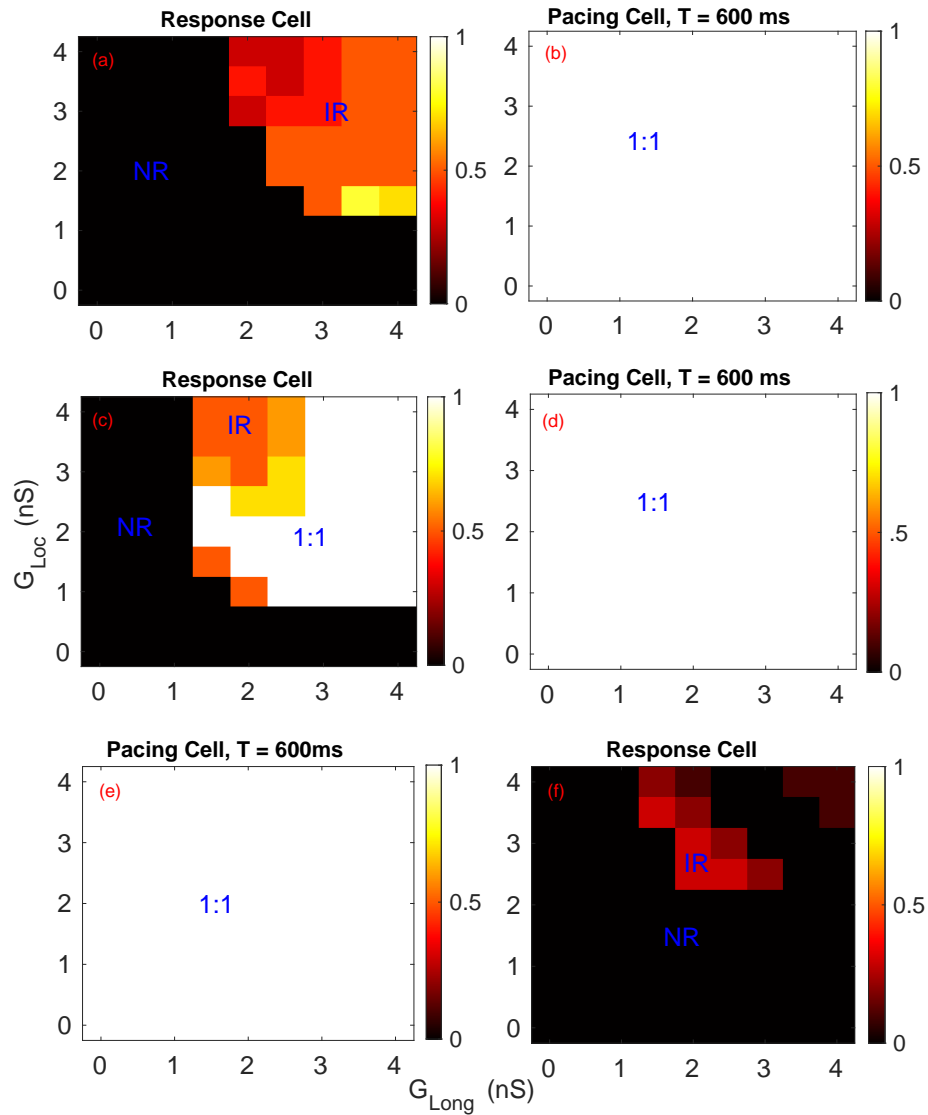 Response Cell
(a)
IR
NR
4
3
2
1
0
0 1 2 3 4
1
0.5
0
Pacing Cell, T = 600 ms
(b)
1:1
4
3
2
1
0
0 1 2 3 4
1
0.5
0
Response Cell
(c)
IR
NR
1:1
G_Loc (nS)
4
3
2
1
0
0 1 2 3 4
1
0.5
0
Pacing Cell, T = 600 ms
(d)
1:1
4
3
2
1
0
0 1 2 3 4
1
.5
0
Pacing Cell, T = 600ms
(e)
1:1
4
3
2
1
0
0 1 2 3 4
1
0.5
0
Response Cell
(f)
IR
NR
4
3
2
1
0
0 1 2 3 4
1
0.5
0
G_Long (nS)